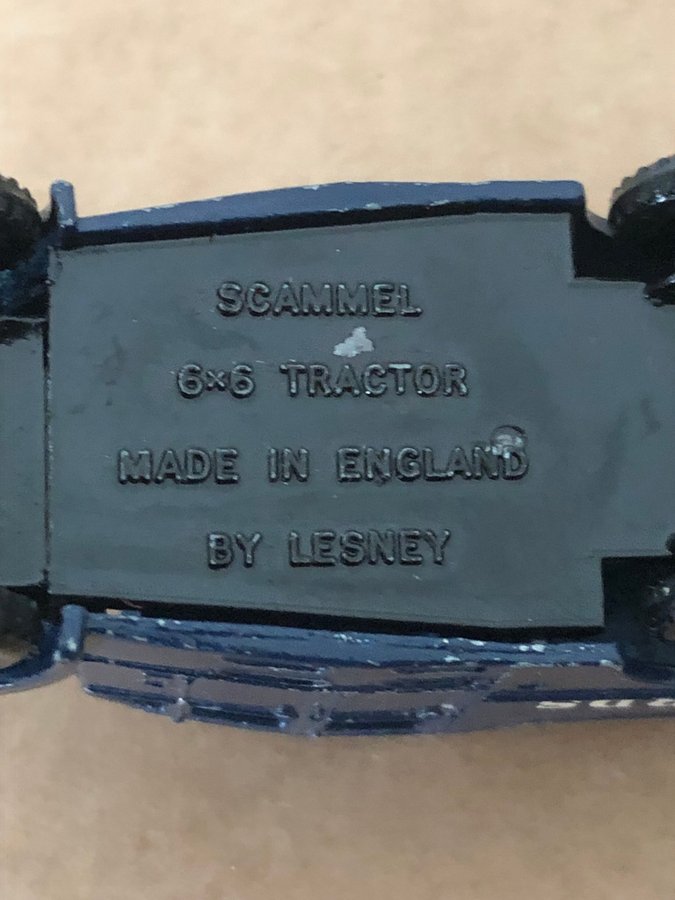 SCAMMEL
6×6 TRACTOR
MADE IN ENGLAND
BY LESNEY